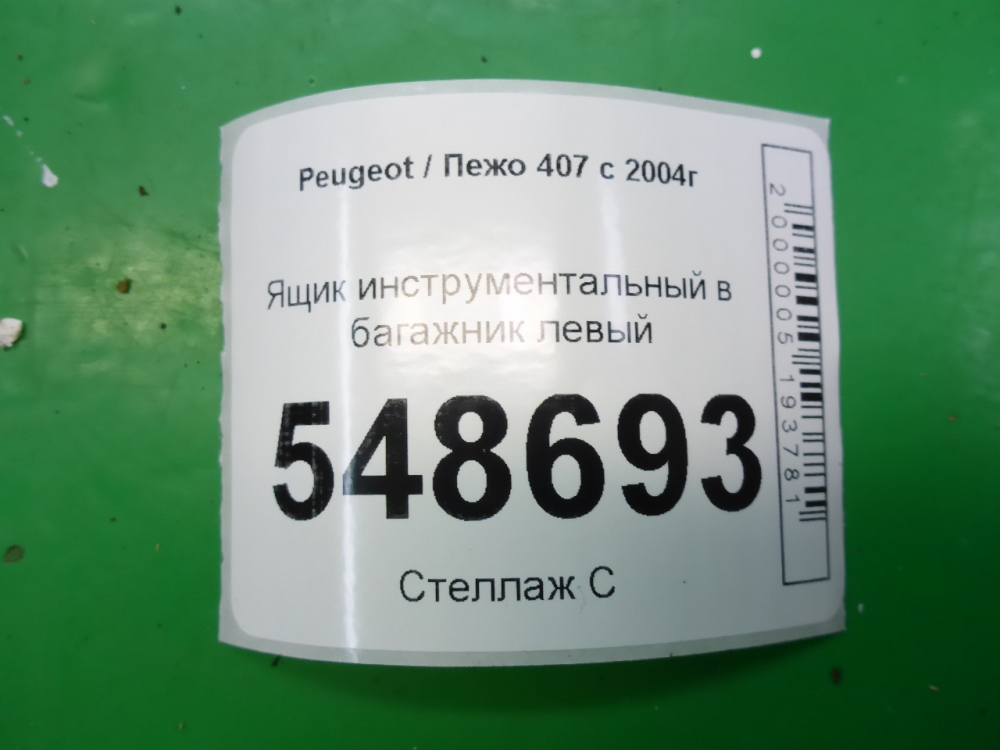 Peugeot / Пежо 407 с 2004г
Ящик инструментальный в
багажник левый
548693
Стеллаж С
2000005193781